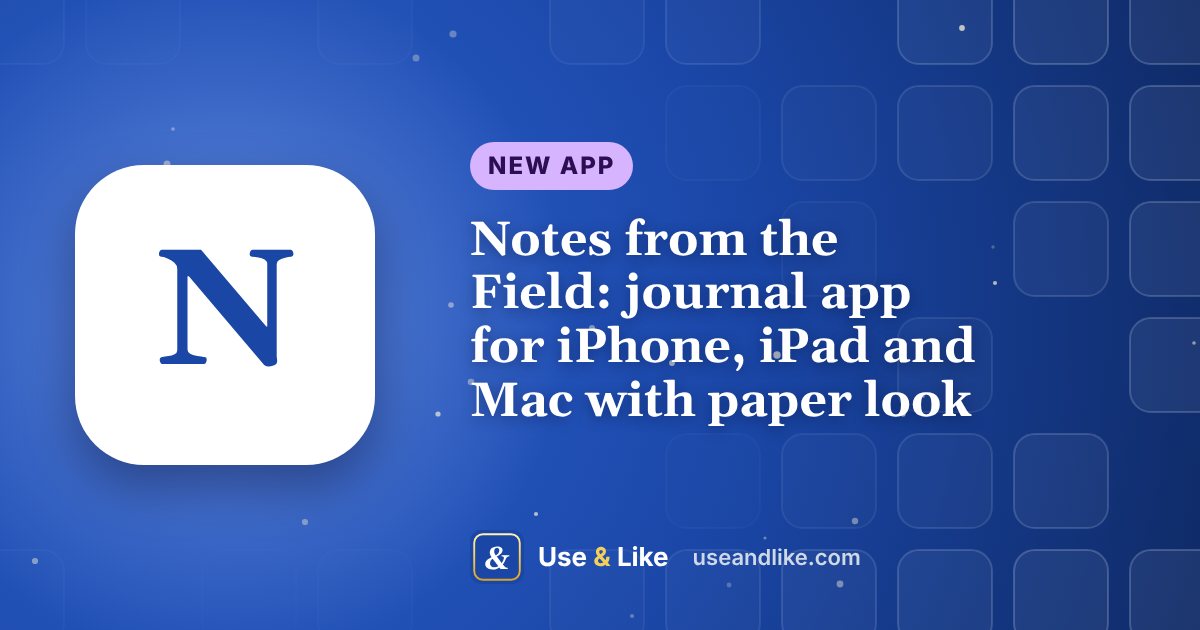 N
NEW APP
Notes from the
Field: journal app
for iPhone, iPad and
Mac with paper look
& Use & Like useandlike.com